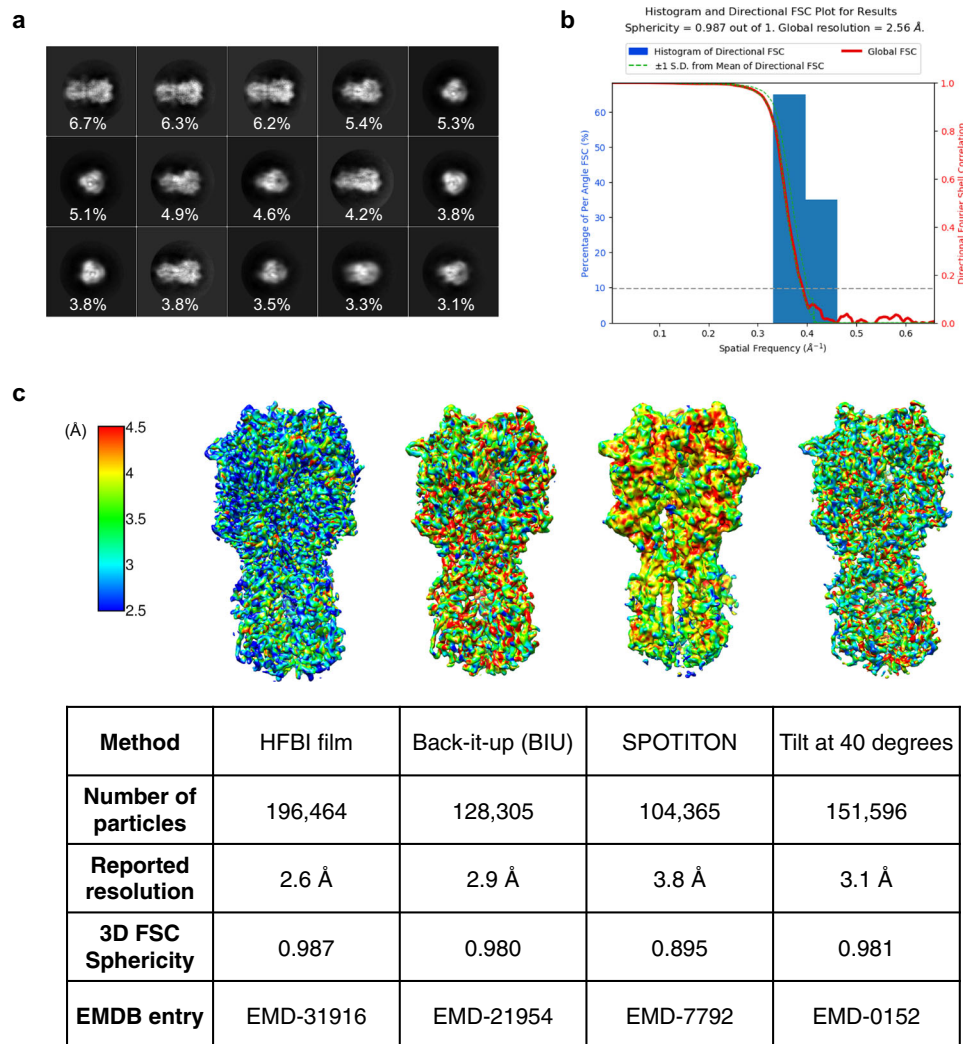 a
6.7% 6.3% 6.2% 5.4% 5.3%
5.1% 4.9% 4.6% 4.2% 3.8%
3.8% 3.8% 3.5% 3.3% 3.1%
b
Histogram and Directional FSC Plot for Results
Sphericity = 0.987 out of 1. Global resolution = 2.56 Å.
Histogram of Directional FSC
Global FSC
±1 S.D. from Mean of Directional FSC
Percentage of Per Angle FSC (%)
60
50
40
30
20
10
0
1.0
0.8
0.6
0.4
0.2
0.0
Directional Fourier Shell Correlation
0.1 0.2 0.3 0.4 0.5 0.6
Spatial Frequency (Å⁻¹)
c
(Å)
4.5
4
3.5
3
2.5
Method HFBI film Back-it-up (BIU) SPOTITON Tilt at 40 degrees
Number of
particles 196,464 128,305 104,365 151,596
Reported
resolution 2.6 Å 2.9 Å 3.8 Å 3.1 Å
3D FSC
Sphericity 0.987 0.980 0.895 0.981
EMDB entry EMD-31916 EMD-21954 EMD-7792 EMD-0152